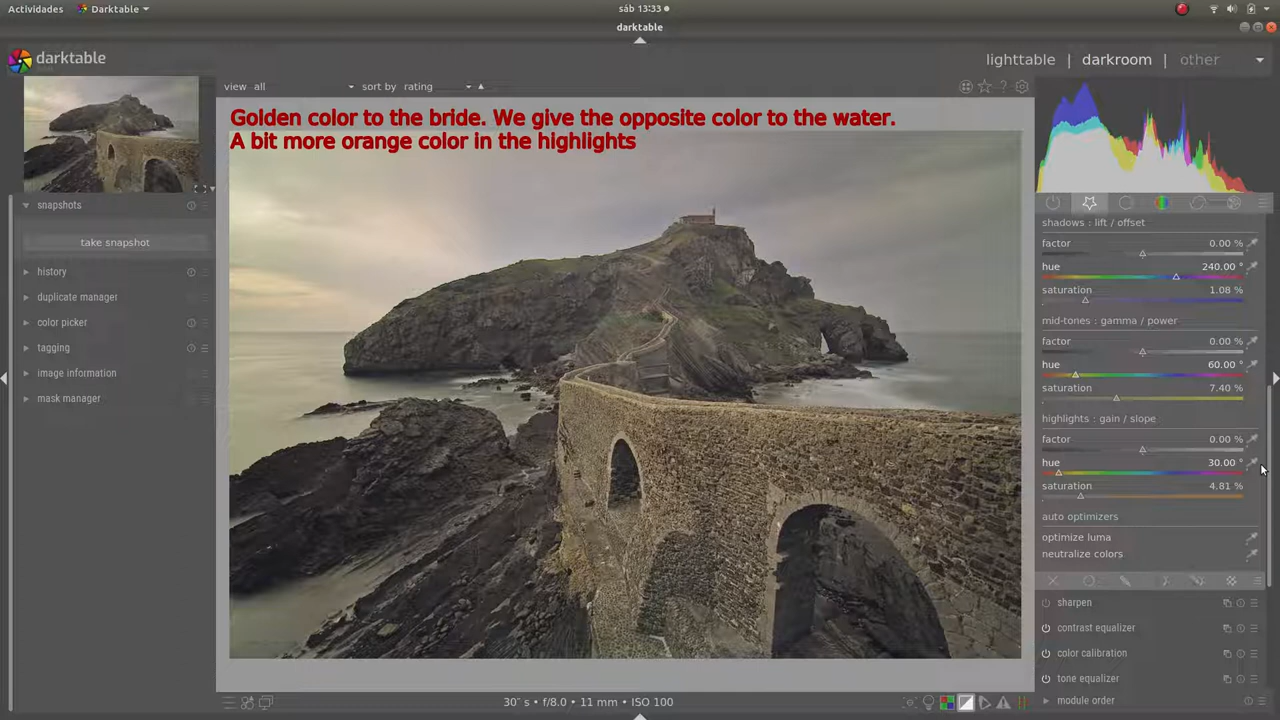 Actividades
Darktable
sáb 13:33
darktable
darktable
lighttable | darkroom | other
view all
sort by rating
Golden color to the bride. We give the opposite color to the water.
A bit more orange color in the highlights
snapshots
take snapshot
history
duplicate manager
color picker
tagging
image information
mask manager
shadows : lift / offset
factor 0.00 %
hue 240.00 °
saturation 1.08 %
mid-tones : gamma / power
factor 0.00 %
hue 60.00 °
saturation 7.40 %
highlights : gain / slope
factor 0.00 %
hue 30.00 °
saturation 4.81 %
auto optimizers
optimize luma
neutralize colors
sharpen
contrast equalizer
color calibration
tone equalizer
module order
30" s • f/8.0 • 11 mm • ISO 100